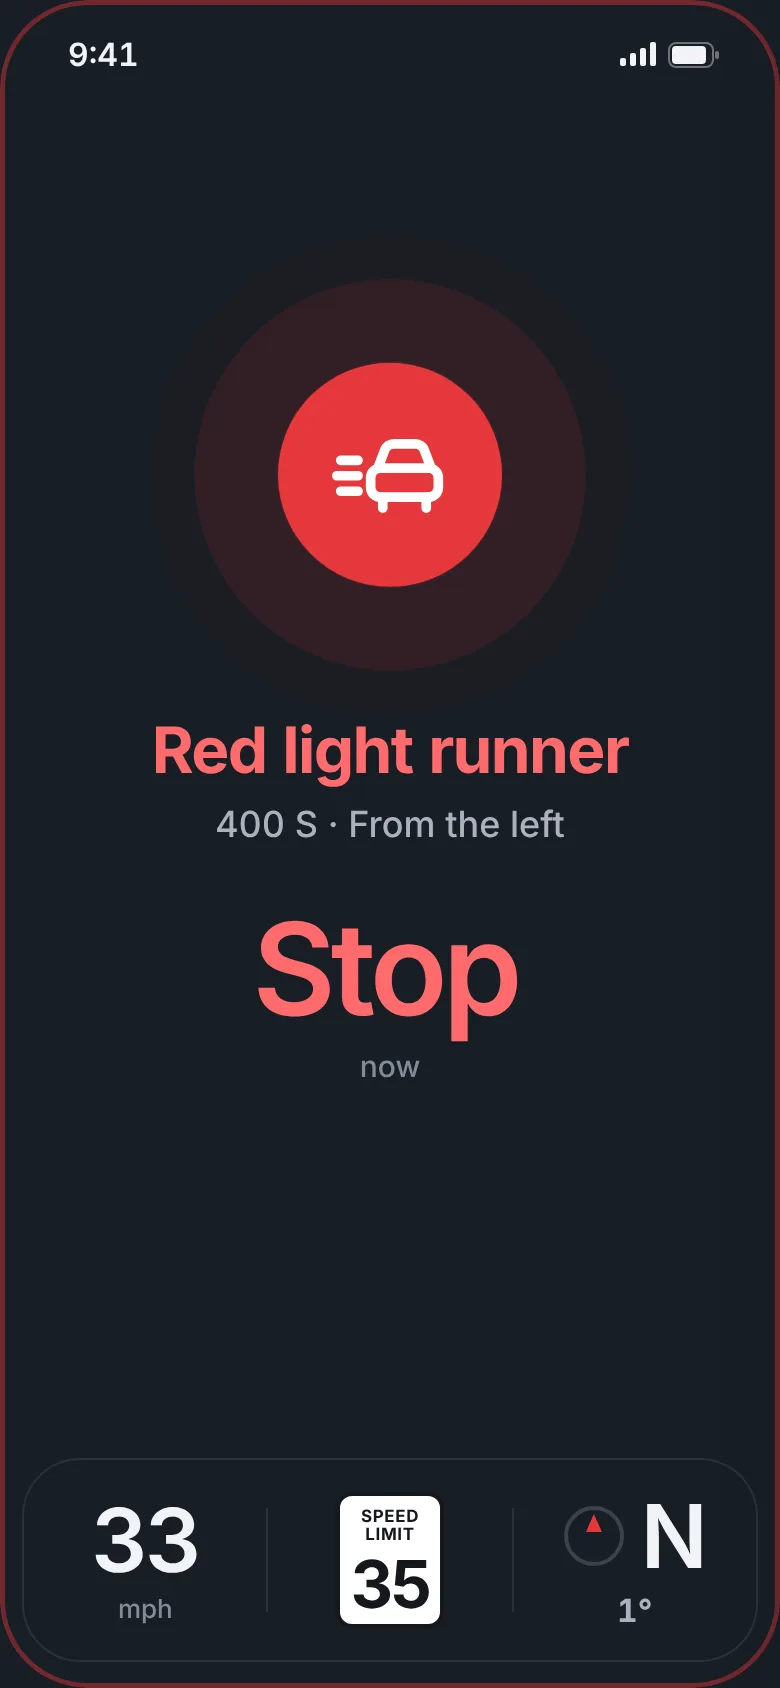 9:41
Red light runner
400 S · From the left
Stop
now
33
mph
SPEED
LIMIT
35
N
1°